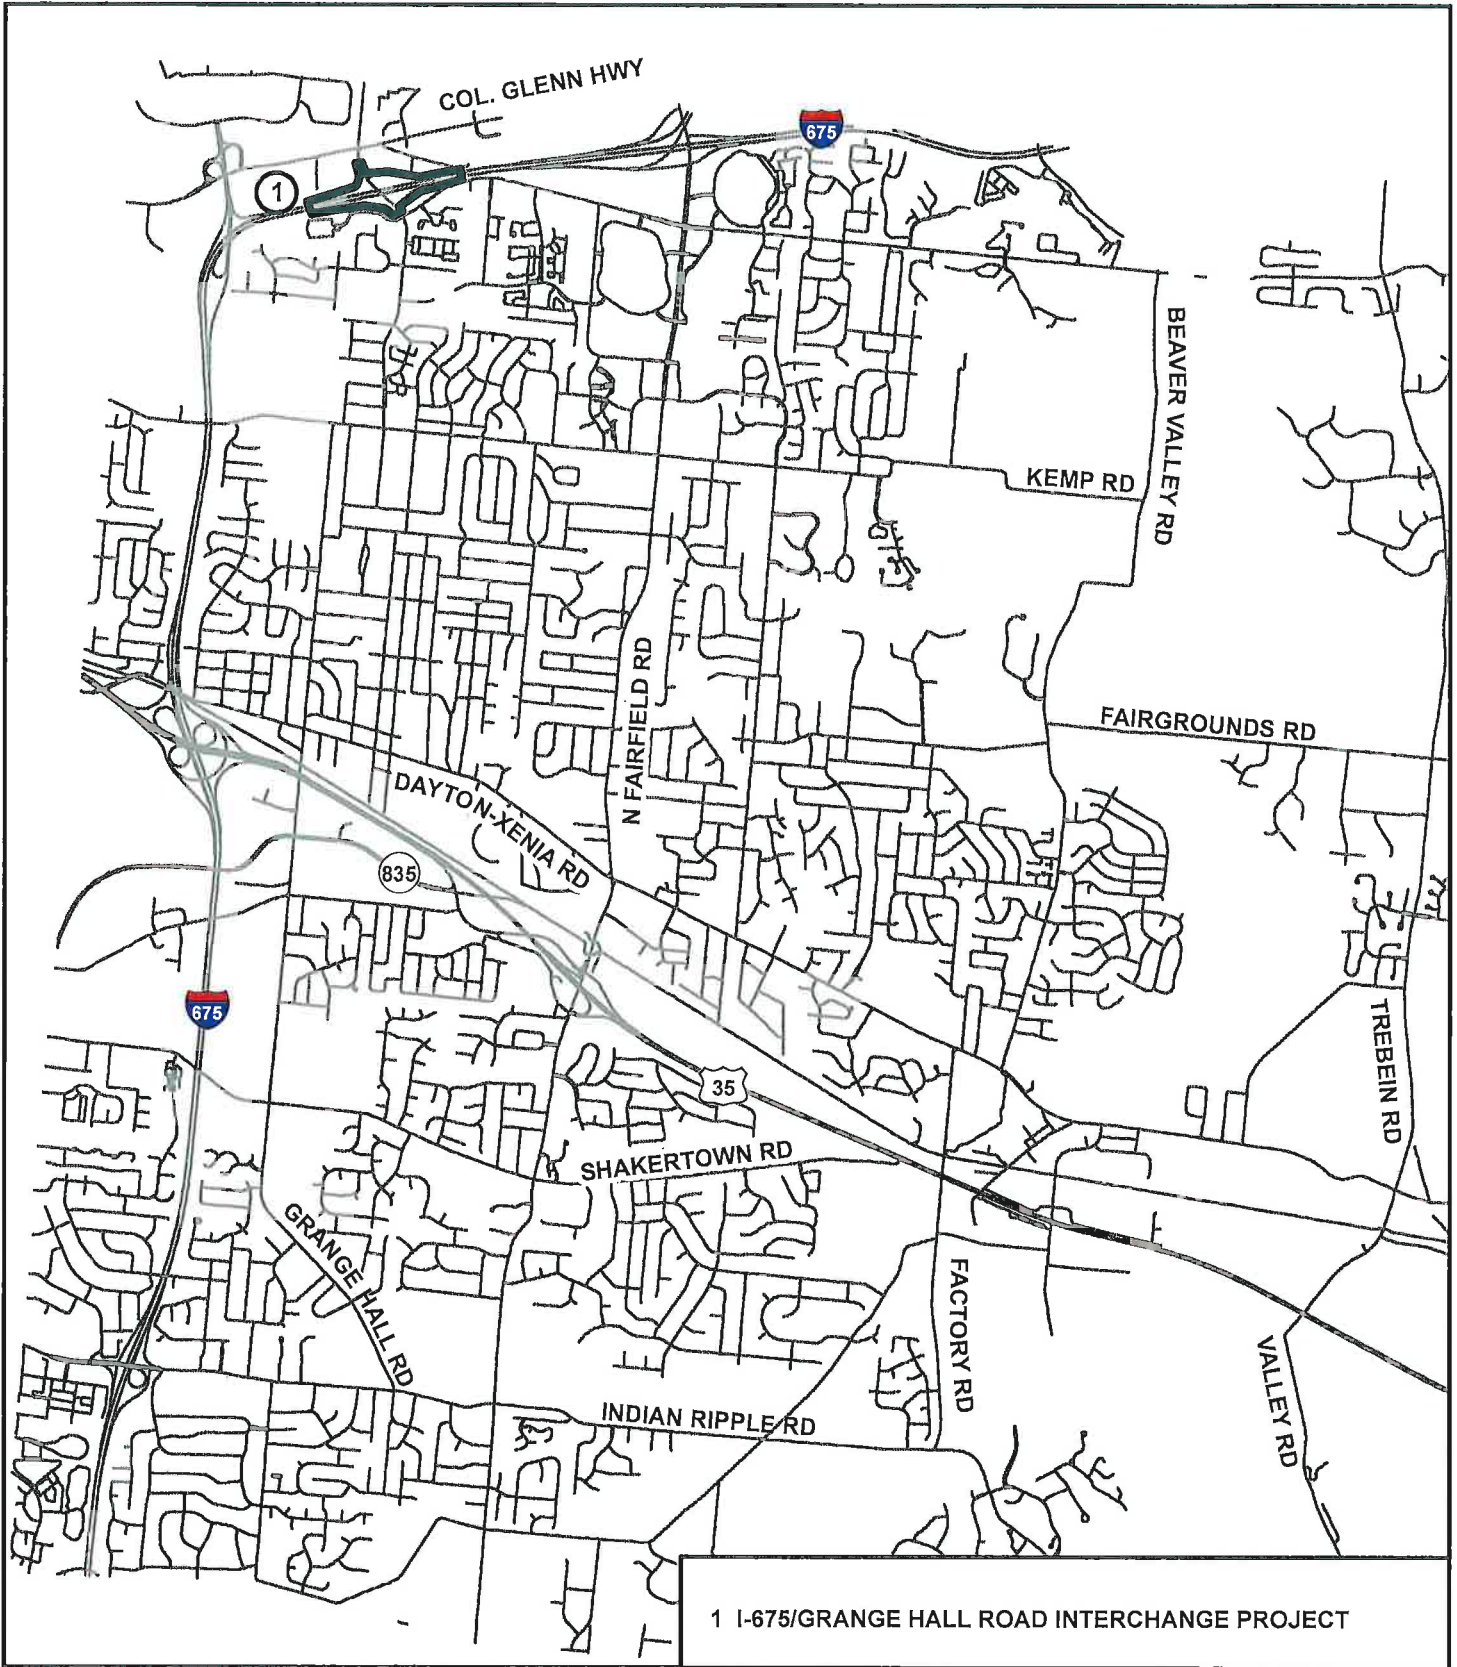 COL. GLENN HWY
675
1
BEAVER VALLEY RD
KEMP RD
N FAIRFIELD RD
FAIRGROUNDS RD
DAYTON-XENIA RD
835
675
TREBEIN RD
35
SHAKERTOWN RD
GRANGE HALL RD
FACTORY RD
VALLEY RD
INDIAN RIPPLE RD
1 I-675/GRANGE HALL ROAD INTERCHANGE PROJECT